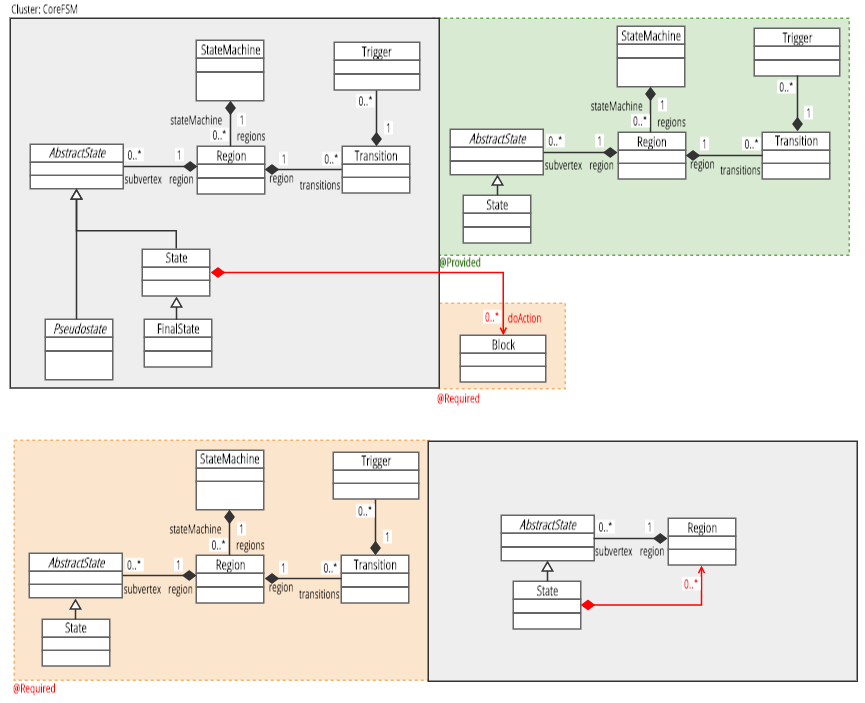 Cluster: CoreFSM
StateMachine
Trigger
stateMachine
1
0..*
regions
0..*
1
AbstractState
0..*
1
subvertex
region
Region
1
0..*
region
transitions
Transition
State
Pseudostate
FinalState
StateMachine
Trigger
stateMachine
1
0..*
regions
0..*
1
AbstractState
0..*
1
subvertex
region
Region
1
0..*
region
transitions
Transition
State
@Provided
0..*
doAction
Block
@Required
StateMachine
Trigger
stateMachine
1
0..*
regions
0..*
1
AbstractState
0..*
1
subvertex
region
Region
1
0..*
region
transitions
Transition
State
@Required
AbstractState
0..*
1
subvertex
region
Region
State
0..*